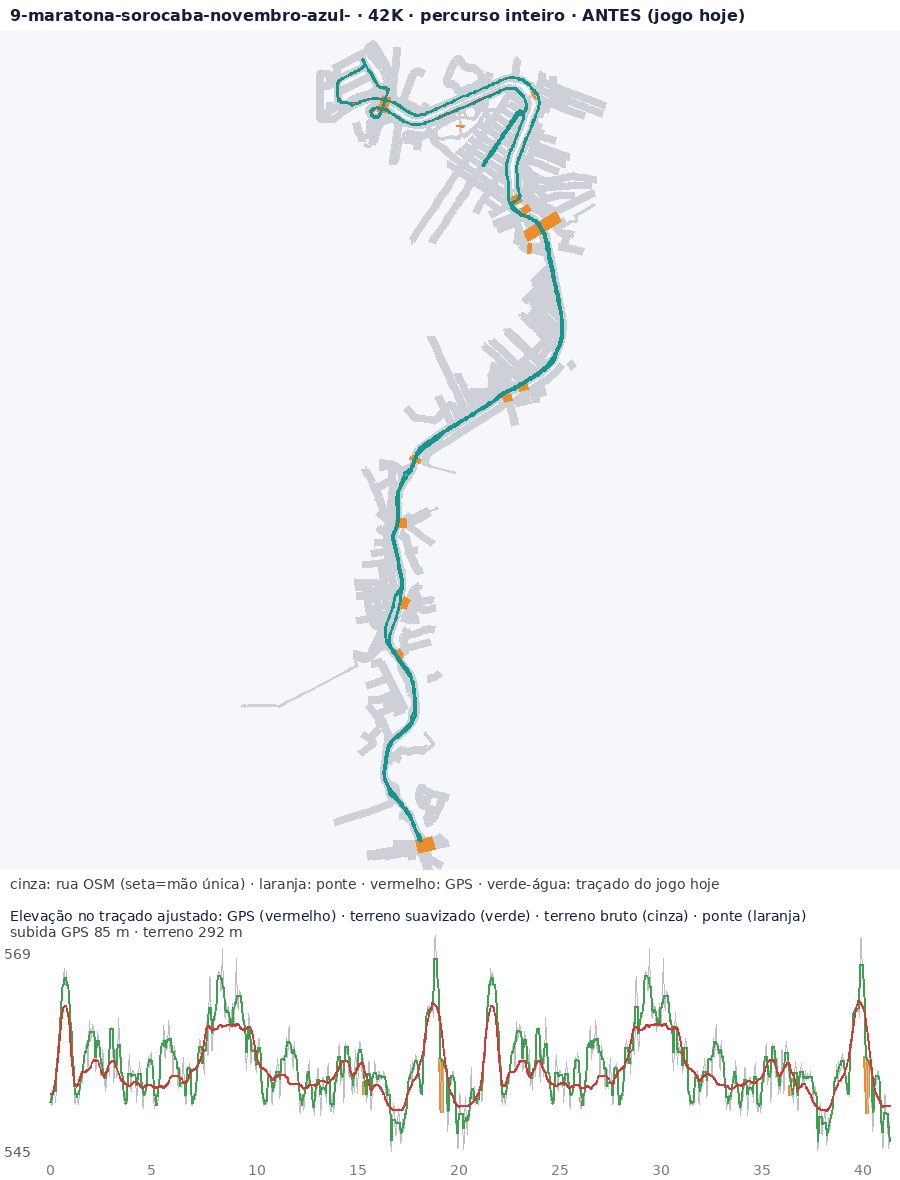 9-maratona-sorocaba-novembro-azul- · 42K · percurso inteiro · ANTES (jogo hoje)
cinza: rua OSM (seta=mão única) · laranja: ponte · vermelho: GPS · verde-água: traçado do jogo hoje
Elevação no traçado ajustado: GPS (vermelho) · terreno suavizado (verde) · terreno bruto (cinza) · ponte (laranja)
subida GPS 85 m · terreno 292 m
569
545
0 5 10 15 20 25 30 35 40